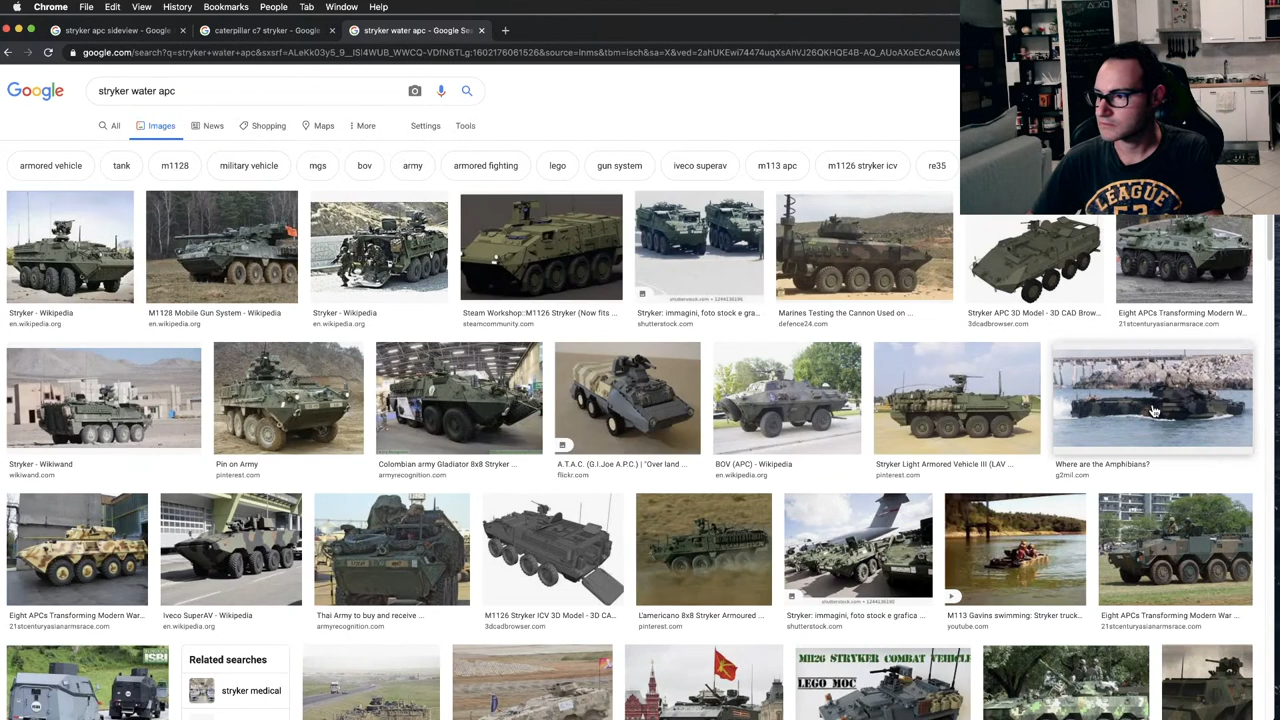 Chrome File Edit View History Bookmarks People Tab Window Help
stryker apc sideview - Google
caterpillar c7 stryker - Google
stryker water apc - Google Sea
google.com/search?q=stryker+water+apc&sxsrf=
Google
stryker water apc
All Images News Shopping Maps More Settings Tools
armored vehicle tank m1128 military vehicle mgs bov army armored fighting lego gun system iveco superav m113 apc m1126 stryker icv re35
LEAGUE
Stryker - Wikipedia
en.wikipedia.org
M1128 Mobile Gun System - Wikipedia
en.wikipedia.org
Stryker - Wikipedia
en.wikipedia.org
Steam Workshop::M1126 Stryker (Now fits ...
steamcommunity.com
shutterstock.com • 1244136196
Stryker: immagini, foto stock e gra...
shutterstock.com
Marines Testing the Cannon Used on ...
defence24.com
Stryker APC 3D Model - 3D CAD Brow...
3dcadbrowser.com
Eight APCs Transforming Modern W...
21stcenturyasianarmsrace.com
Stryker - Wikiwand
wikiwand.com
Pin on Army
pinterest.com
Colombian army Gladiator 8x8 Stryker ...
armyrecognition.com
A.T.A.C. (G.I.Joe A.P.C.) | "Over land ...
flickr.com
BOV (APC) - Wikipedia
en.wikipedia.org
Stryker Light Armored Vehicle III (LAV ...
pinterest.com
Where are the Amphibians?
g2mil.com
Eight APCs Transforming Modern War...
21stcenturyasianarmsrace.com
Iveco SuperAV - Wikipedia
en.wikipedia.org
Thai Army to buy and receive ...
armyrecognition.com
M1126 Stryker ICV 3D Model - 3D CA...
3dcadbrowser.com
L'americano 8x8 Stryker Armoured ...
pinterest.com
shutterstock.com • 1244136196
Stryker: immagini, foto stock e grafica ...
shutterstock.com
M113 Gavins swimming: Stryker truck...
youtube.com
Eight APCs Transforming Modern War ...
21stcenturyasianarmsrace.com
Related searches
stryker medical
M1126 STRYKER COMBAT VEHICLE
LEGO MOC